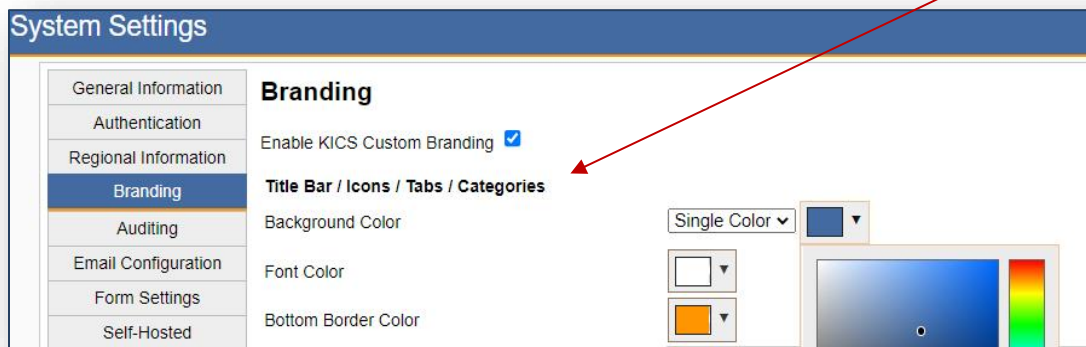 System Settings
General Information
Authentication
Regional Information
Branding
Auditing
Email Configuration
Form Settings
Self-Hosted
Branding
Enable KICS Custom Branding
Title Bar / Icons / Tabs / Categories
Background Color
Single Color
Font Color
Bottom Border Color